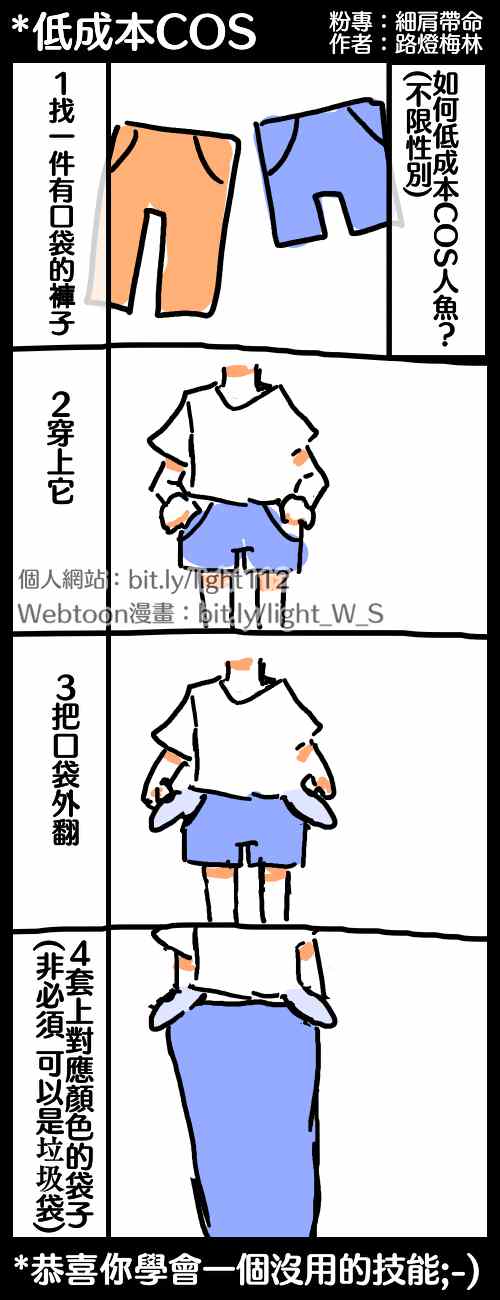 *低成本COS
粉專：細肩帶命
作者：路燈梅林
如何低成本COS人魚？
(不限性別)
1找一件有口袋的褲子
2穿上它
個人網站：bit.ly/light112
Webtoon漫畫：bit.ly/light_W_S
3把口袋外翻
4套上對應顏色的袋子
(非必須 可以是垃圾袋)
*恭喜你學會一個沒用的技能;-)